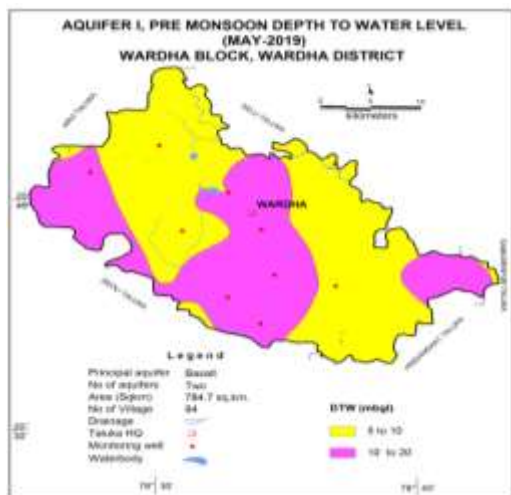 AQUIFER I, PRE MONSOON DEPTH TO WATER LEVEL
(MAY-2019)
WARDHA BLOCK, WARDHA DISTRICT
kilometers
WARDHA
Legend
Principal aquifer Basalt
No of aquifers Two
Area (Sqkm) 784.7 sq.km.
No of Village 84
Drainage
Taluka HQ
Monitoring well
Waterbody
DTW (mbgl)
5 to 10
10 to 20